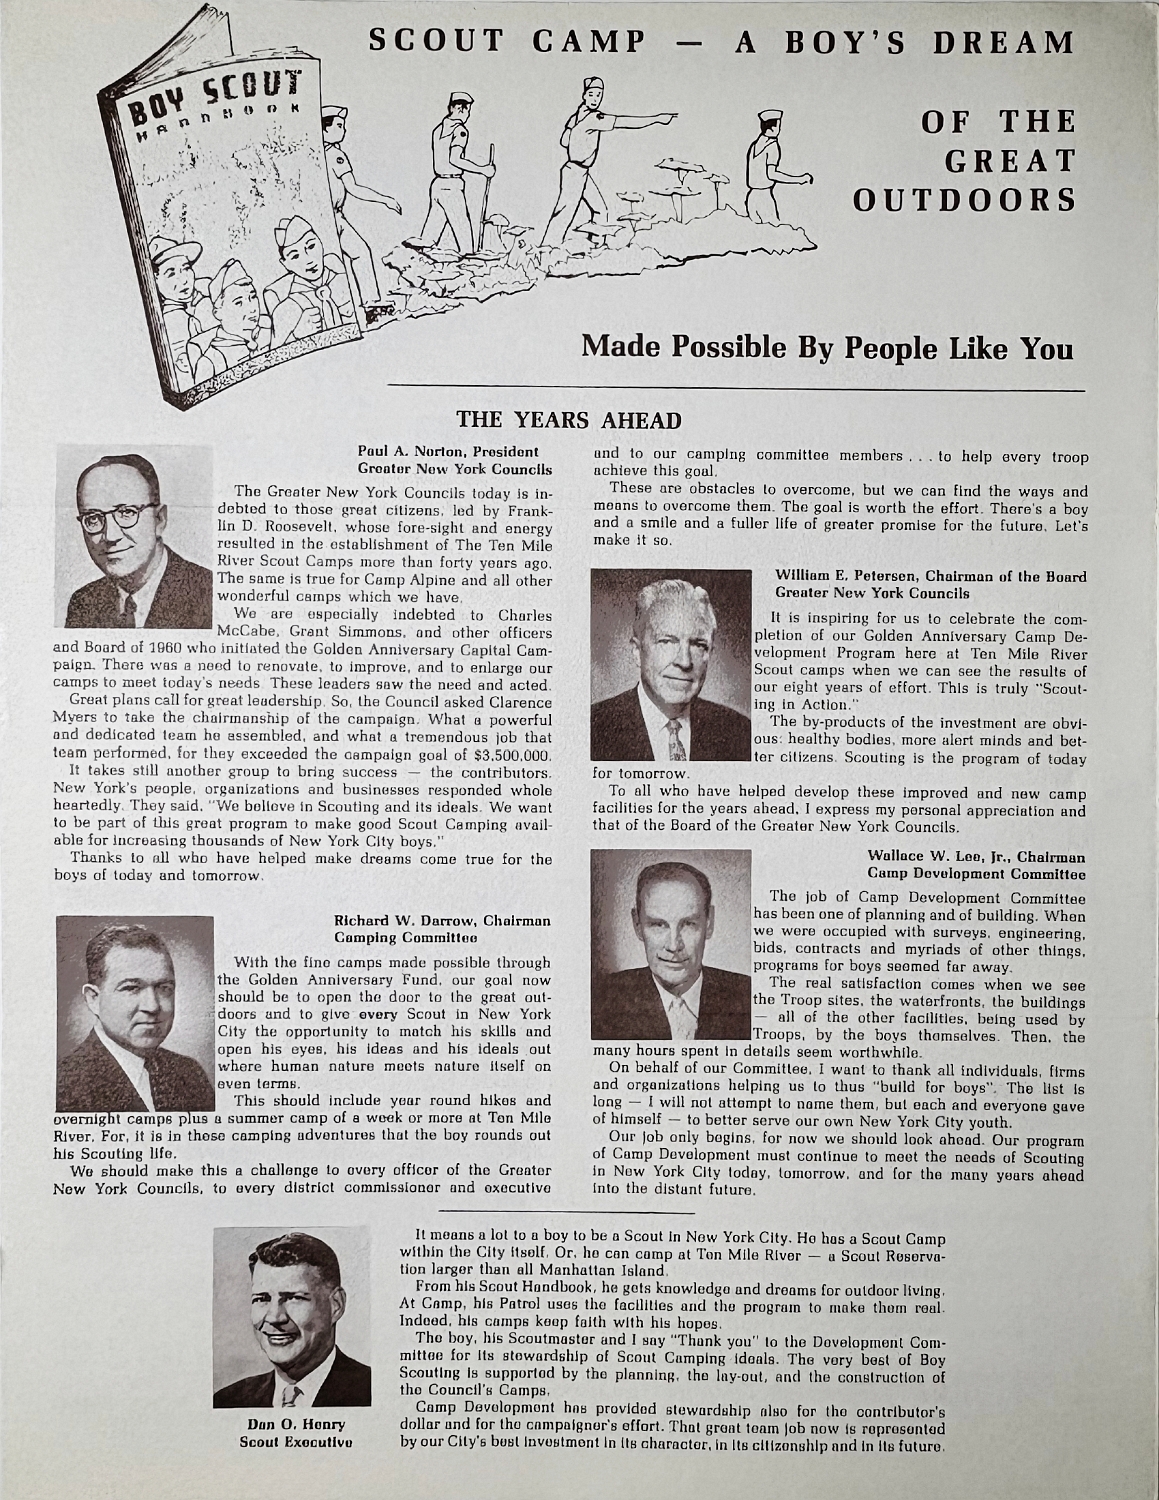 SCOUT CAMP — A BOY'S DREAM
OF THE
GREAT
OUTDOORS
BOY SCOUT
HANDBOOK
Made Possible By People Like You
THE YEARS AHEAD
Paul A. Norton, President
Greater New York Councils
The Greater New York Councils today is in-
debted to those great citizens, led by Frank-
lin D. Roosevelt, whose fore-sight and energy
resulted in the establishment of The Ten Mile
River Scout Camps more than forty years ago.
The same is true for Camp Alpine and all other
wonderful camps which we have.
We are especially indebted to Charles
McCabe, Grant Simmons, and other officers
and Board of 1960 who initiated the Golden Anniversary Capital Cam-
paign. There was a need to renovate, to improve, and to enlarge our
camps to meet today's needs These leaders saw the need and acted.
Great plans call for great leadership. So, the Council asked Clarence
Myers to take the chairmanship of the campaign. What a powerful
and dedicated team he assembled, and what a tremendous job that
team performed, for they exceeded the campaign goal of $3,500,000.
It takes still another group to bring success — the contributors.
New York's people, organizations and businesses responded whole
heartedly. They said, "We believe in Scouting and its ideals. We want
to be part of this great program to make good Scout Camping avail-
able for increasing thousands of New York City boys."
Thanks to all who have helped make dreams come true for the
boys of today and tomorrow.
Richard W. Darrow, Chairman
Camping Committee
With the fine camps made possible through
the Golden Anniversary Fund, our goal now
should be to open the door to the great out-
doors and to give every Scout in New York
City the opportunity to match his skills and
open his eyes, his ideas and his ideals out
where human nature meets nature itself on
even terms.
This should include year round hikes and
overnight camps plus a summer camp of a week or more at Ten Mile
River. For, it is in these camping adventures that the boy rounds out
his Scouting life.
We should make this a challenge to every officer of the Greater
New York Councils, to every district commissioner and executive
and to our camping committee members . . . to help every troop
achieve this goal.
These are obstacles to overcome, but we can find the ways and
means to overcome them. The goal is worth the effort. There's a boy
and a smile and a fuller life of greater promise for the future. Let's
make it so.
William E. Petersen, Chairman of the Board
Greater New York Councils
It is inspiring for us to celebrate the com-
pletion of our Golden Anniversary Camp De-
velopment Program here at Ten Mile River
Scout camps when we can see the results of
our eight years of effort. This is truly "Scout-
ing in Action."
The by-products of the investment are obvi-
ous: healthy bodies, more alert minds and bet-
ter citizens. Scouting is the program of today
for tomorrow.
To all who have helped develop these improved and new camp
facilities for the years ahead, I express my personal appreciation and
that of the Board of the Greater New York Councils.
Wallace W. Lee, Jr., Chairman
Camp Development Committee
The job of Camp Development Committee
has been one of planning and of building. When
we were occupied with surveys, engineering,
bids, contracts and myriads of other things,
programs for boys seemed far away.
The real satisfaction comes when we see
the Troop sites, the waterfronts, the buildings
— all of the other facilities, being used by
Troops, by the boys themselves. Then, the
many hours spent in details seem worthwhile.
On behalf of our Committee, I want to thank all individuals, firms
and organizations helping us to thus "build for boys". The list is
long — I will not attempt to name them, but each and everyone gave
of himself — to better serve our own New York City youth.
Our job only begins, for now we should look ahead. Our program
of Camp Development must continue to meet the needs of Scouting
in New York City today, tomorrow, and for the many years ahead
into the distant future.
Dan O. Henry
Scout Executive
It means a lot to a boy to be a Scout in New York City. He has a Scout Camp
within the City itself. Or, he can camp at Ten Mile River — a Scout Reserva-
tion larger than all Manhattan Island.
From his Scout Handbook, he gets knowledge and dreams for outdoor living.
At Camp, his Patrol uses the facilities and the program to make them real.
Indeed, his camps keep faith with his hopes.
The boy, his Scoutmaster and I say "Thank you" to the Development Com-
mittee for its stewardship of Scout Camping ideals. The very best of Boy
Scouting is supported by the planning, the lay-out, and the construction of
the Council's Camps.
Camp Development has provided stewardship also for the contributor's
dollar and for the campaigner's effort. That great team job now is represented
by our City's best investment in its character, in its citizenship and in its future.